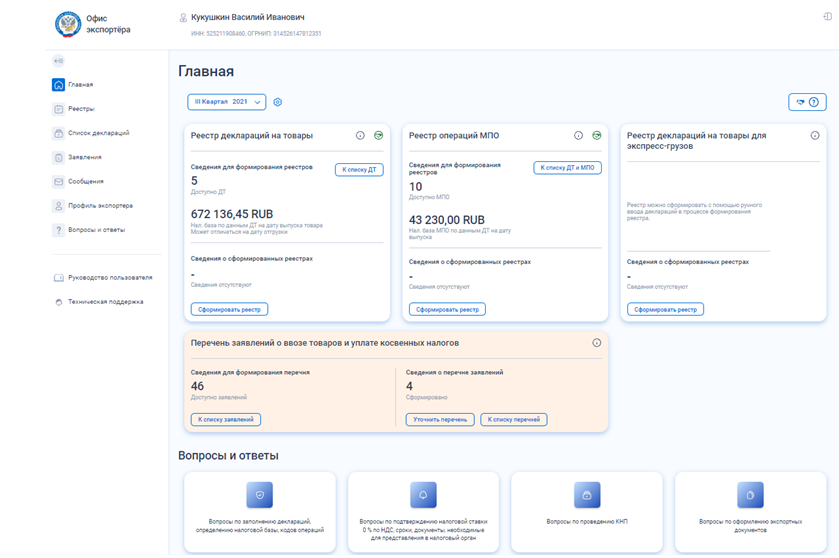 Офис
экспортёра
Кукушкин Василий Иванович
ИНН: 525211908460, ОГРНИП: 314526147812351
Главная
Реестры
Список деклараций
Заявления
Сообщения
Профиль экспортера
Вопросы и ответы
Руководство пользователя
Техническая поддержка
Главная
III Квартал 2021
Реестр деклараций на товары
Сведения для формирования реестров
К списку ДТ
5
Доступно ДТ
672 136,45 RUB
Нал. база по данным ДТ на дату выпуска товара
Может отличаться на дату отгрузки
Сведения о сформированных реестрах
-
Сведения отсутствуют
Сформировать реестр
Реестр операций МПО
Сведения для формирования
реестров
К списку ДТ и МПО
10
Доступно МПО
43 230,00 RUB
Нал. база МПО по данным ДТ на дату
выпуска
Сведения о сформированных реестрах
-
Сведения отсутствуют
Сформировать реестр
Реестр деклараций на товары для
экспресс-грузов
Реестр можно сформировать с помощью ручного
ввода деклараций в процессе формирования
реестра.
Сведения о сформированных реестрах
-
Сведения отсутствуют
Сформировать реестр
Перечень заявлений о ввозе товаров и уплате косвенных налогов
Сведения для формирования перечня
46
Доступно заявлений
К списку заявлений
Сведения о перечне заявлений
4
Сформировано
Уточнить перечень
К списку перечней
Вопросы и ответы
Вопросы по заполнению деклараций,
определению налоговой базы, кодов операций
Вопросы по подтверждению налоговой ставки
0 % по НДС, сроки, документы, необходимые
для представления в налоговый орган
Вопросы по проведению КНП
Вопросы по оформлению экспортных
документов